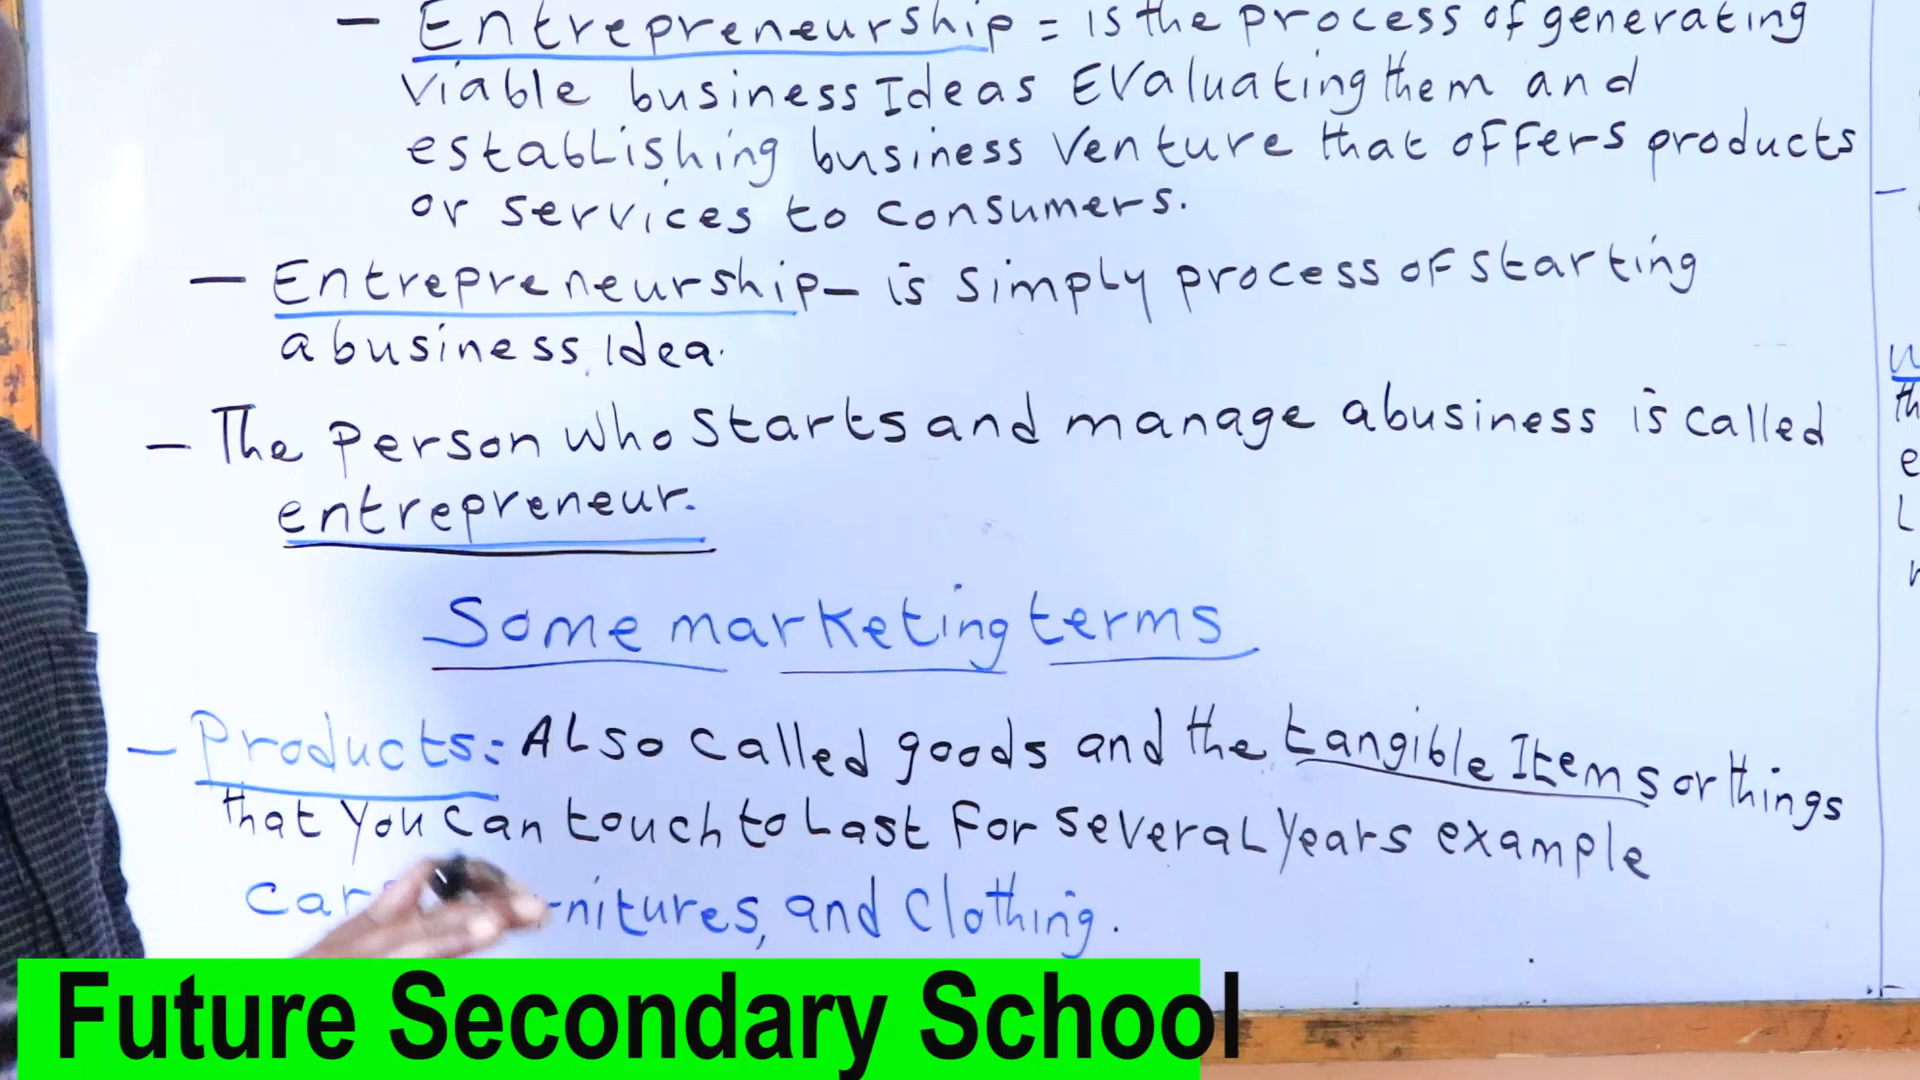 - Entrepreneurship = is the process of generating
viable business Ideas Evaluating them and
establishing business venture that offers products
or services to consumers.
- Entrepreneurship - is simply process of starting
a business Idea.
- The person who starts and manage a business is called
entrepreneur.
Some marketing terms
- Products: Also called goods and the tangible Items or things
that you can touch to last for several years example
and clothing.
Future Secondary School